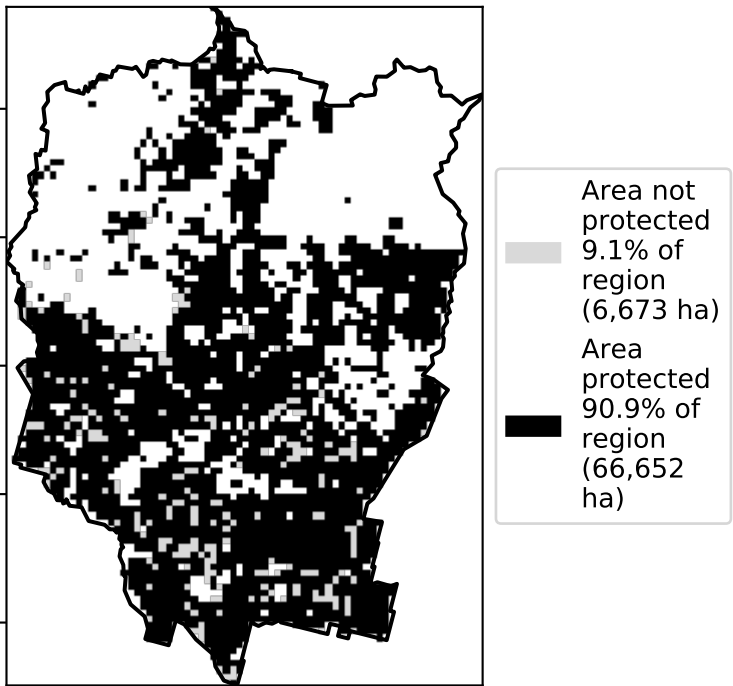 Area not
protected
9.1% of
region
(6,673 ha)
Area
protected
90.9% of
region
(66,652
ha)